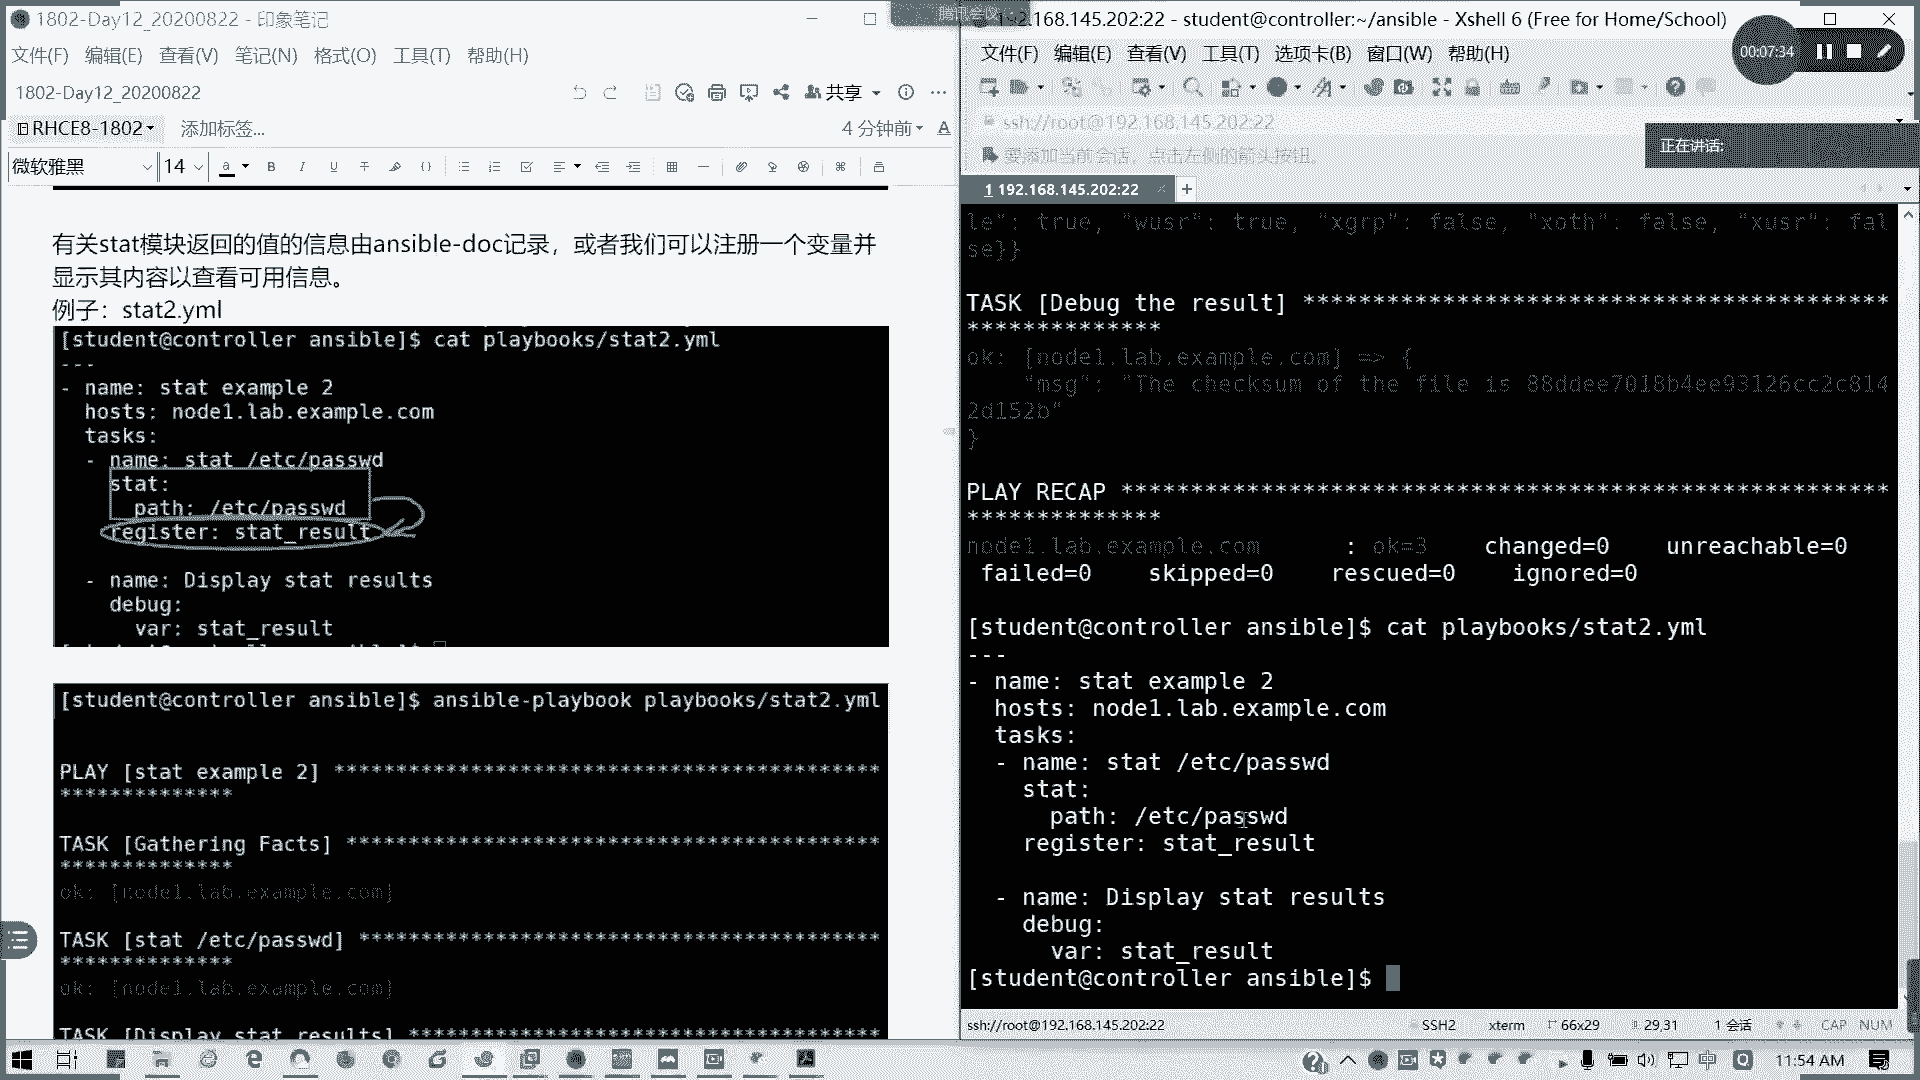 1802-Day12_20200822 - 印象笔记
文件(F) 编辑(E) 查看(V) 笔记(N) 格式(O) 工具(T) 帮助(H)
1802-Day12_20200822
共享
RHCE8-1802
添加标签...
4 分钟前
微软雅黑
14
有关stat模块返回的值的信息由ansible-doc记录，或者我们可以注册一个变量并
显示其内容以查看可用信息。
例子：stat2.yml
[student@controller ansible]$ cat playbooks/stat2.yml
---
- name: stat example 2
  hosts: node1.lab.example.com
  tasks:
  - name: stat /etc/passwd
    stat:
      path: /etc/passwd
    register: stat_result
  - name: Display stat results
    debug:
      var: stat_result
[student@controller ansible]$ ansible-playbook playbooks/stat2.yml
PLAY [stat example 2] *********************************************
**************
TASK [Gathering Facts] ********************************************
**************
ok: [node1.lab.example.com]
TASK [stat /etc/passwd] *******************************************
**************
ok: [node1.lab.example.com]
TASK [Display stat results] ***************************************
腾讯会议
192.168.145.202:22 - student@controller:~/ansible - Xshell 6 (Free for Home/School)
00:07:34
文件(F) 编辑(E) 查看(V) 工具(T) 选项卡(B) 窗口(W) 帮助(H)
ssh://root@192.168.145.202:22
要添加当前会话，点击左侧的箭头按钮。
正在讲话:
1 192.168.145.202:22
le": true, "wusr": true, "xgrp": false, "xoth": false, "xusr": fal
se}}
TASK [Debug the result] ******************************************
**************
ok: [node1.lab.example.com] => {
    "msg": "The checksum of the file is 88ddee7018b4ee93126cc2c814
2d152b"
}
PLAY RECAP *******************************************************
**************
node1.lab.example.com      : ok=3    changed=0    unreachable=0
 failed=0    skipped=0    rescued=0    ignored=0
[student@controller ansible]$ cat playbooks/stat2.yml
---
- name: stat example 2
  hosts: node1.lab.example.com
  tasks:
  - name: stat /etc/passwd
    stat:
      path: /etc/passwd
    register: stat_result
  - name: Display stat results
    debug:
      var: stat_result
[student@controller ansible]$
ssh://root@192.168.145.202:22
SSH2
xterm
66x29
29,31
1 会话
CAP NUM
中
11:54 AM